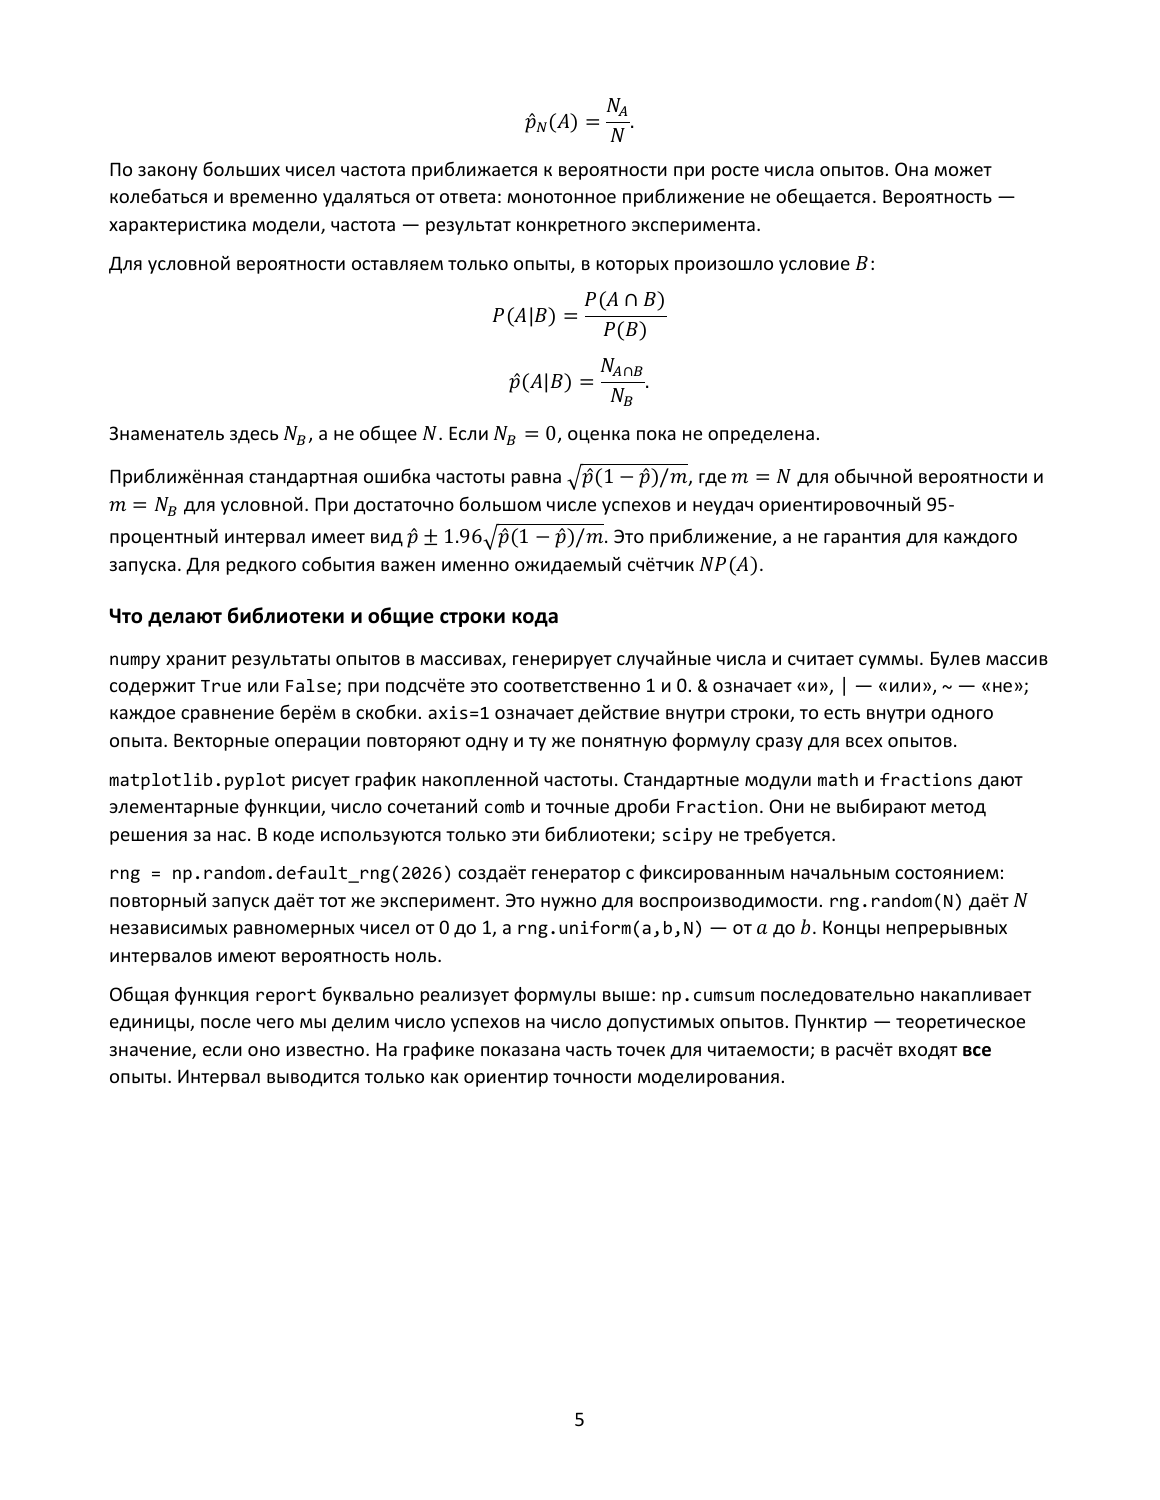 p̂_N(A) = N_A / N.
По закону больших чисел частота приближается к вероятности при росте числа опытов. Она может
колебаться и временно удаляться от ответа: монотонное приближение не обещается. Вероятность —
характеристика модели, частота — результат конкретного эксперимента.
Для условной вероятности оставляем только опыты, в которых произошло условие B:
P(A|B) = P(A ∩ B) / P(B)
p̂(A|B) = N_{A∩B} / N_B.
Знаменатель здесь N_B, а не общее N. Если N_B = 0, оценка пока не определена.
Приближённая стандартная ошибка частоты равна √(p̂(1 − p̂)/m), где m = N для обычной вероятности и
m = N_B для условной. При достаточно большом числе успехов и неудач ориентировочный 95-
процентный интервал имеет вид p̂ ± 1.96√(p̂(1 − p̂)/m). Это приближение, а не гарантия для каждого
запуска. Для редкого события важен именно ожидаемый счётчик NP(A).
Что делают библиотеки и общие строки кода
numpy хранит результаты опытов в массивах, генерирует случайные числа и считает суммы. Булев массив
содержит True или False; при подсчёте это соответственно 1 и 0. & означает «и», | — «или», ~ — «не»;
каждое сравнение берём в скобки. axis=1 означает действие внутри строки, то есть внутри одного
опыта. Векторные операции повторяют одну и ту же понятную формулу сразу для всех опытов.
matplotlib.pyplot рисует график накопленной частоты. Стандартные модули math и fractions дают
элементарные функции, число сочетаний comb и точные дроби Fraction. Они не выбирают метод
решения за нас. В коде используются только эти библиотеки; scipy не требуется.
rng = np.random.default_rng(2026) создаёт генератор с фиксированным начальным состоянием:
повторный запуск даёт тот же эксперимент. Это нужно для воспроизводимости. rng.random(N) даёт N
независимых равномерных чисел от 0 до 1, а rng.uniform(a,b,N) — от a до b. Концы непрерывных
интервалов имеют вероятность ноль.
Общая функция report буквально реализует формулы выше: np.cumsum последовательно накапливает
единицы, после чего мы делим число успехов на число допустимых опытов. Пунктир — теоретическое
значение, если оно известно. На графике показана часть точек для читаемости; в расчёт входят все
опыты. Интервал выводится только как ориентир точности моделирования.
5